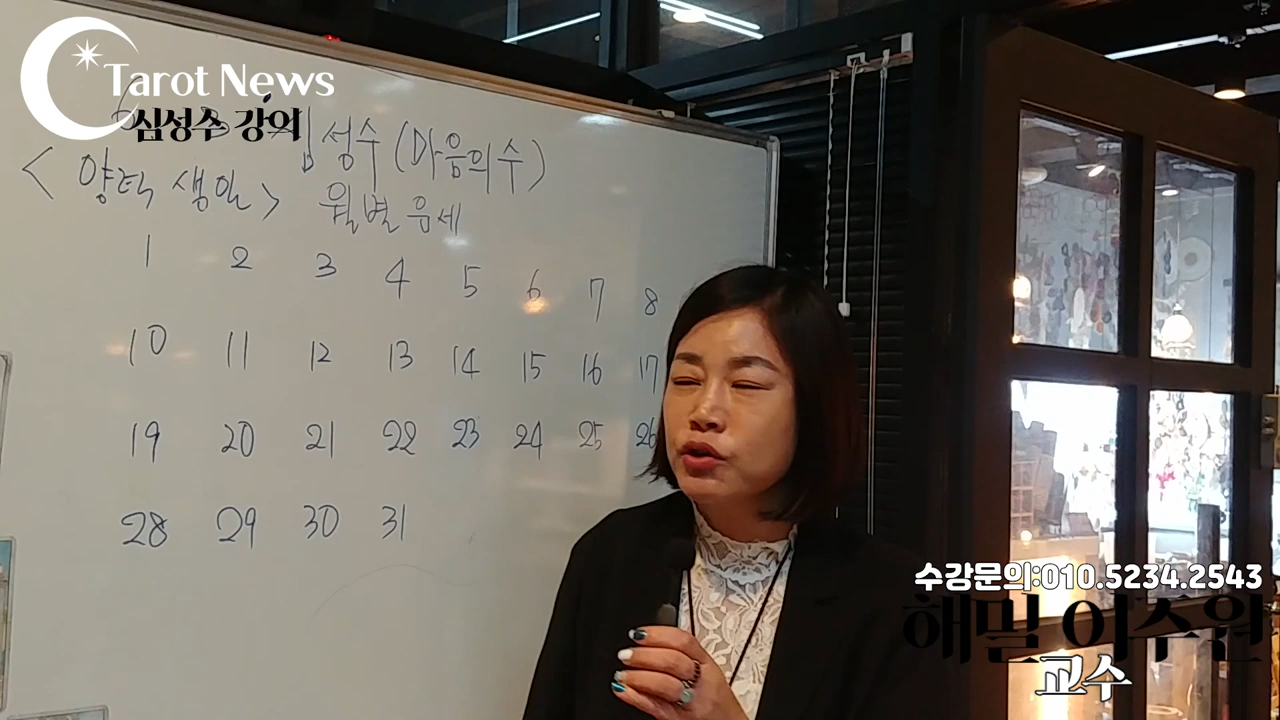 Tarot News
심성수 강의
심성수 (마음의수)
< 양력 생일 > 월별 운세
1 2 3 4 5 6 7 8
10 11 12 13 14 15 16 17
19 20 21 22 23 24 25 26
28 29 30 31
수강문의:010.5234.2543
해밀 이수원
교수